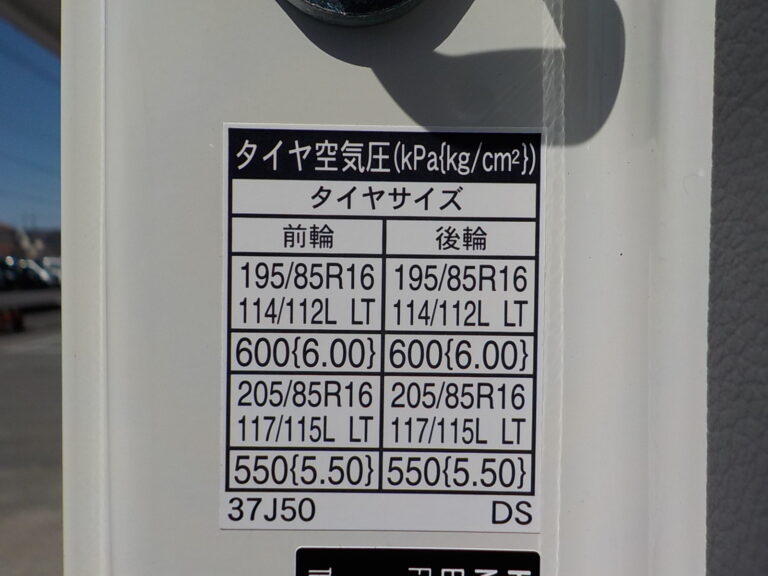 タイヤ空気圧(kPa{kg/cm²})
タイヤサイズ
前輪 後輪
195/85R16 195/85R16
114/112L LT 114/112L LT
600{6.00} 600{6.00}
205/85R16 205/85R16
117/115L LT 117/115L LT
550{5.50} 550{5.50}
37J50 DS